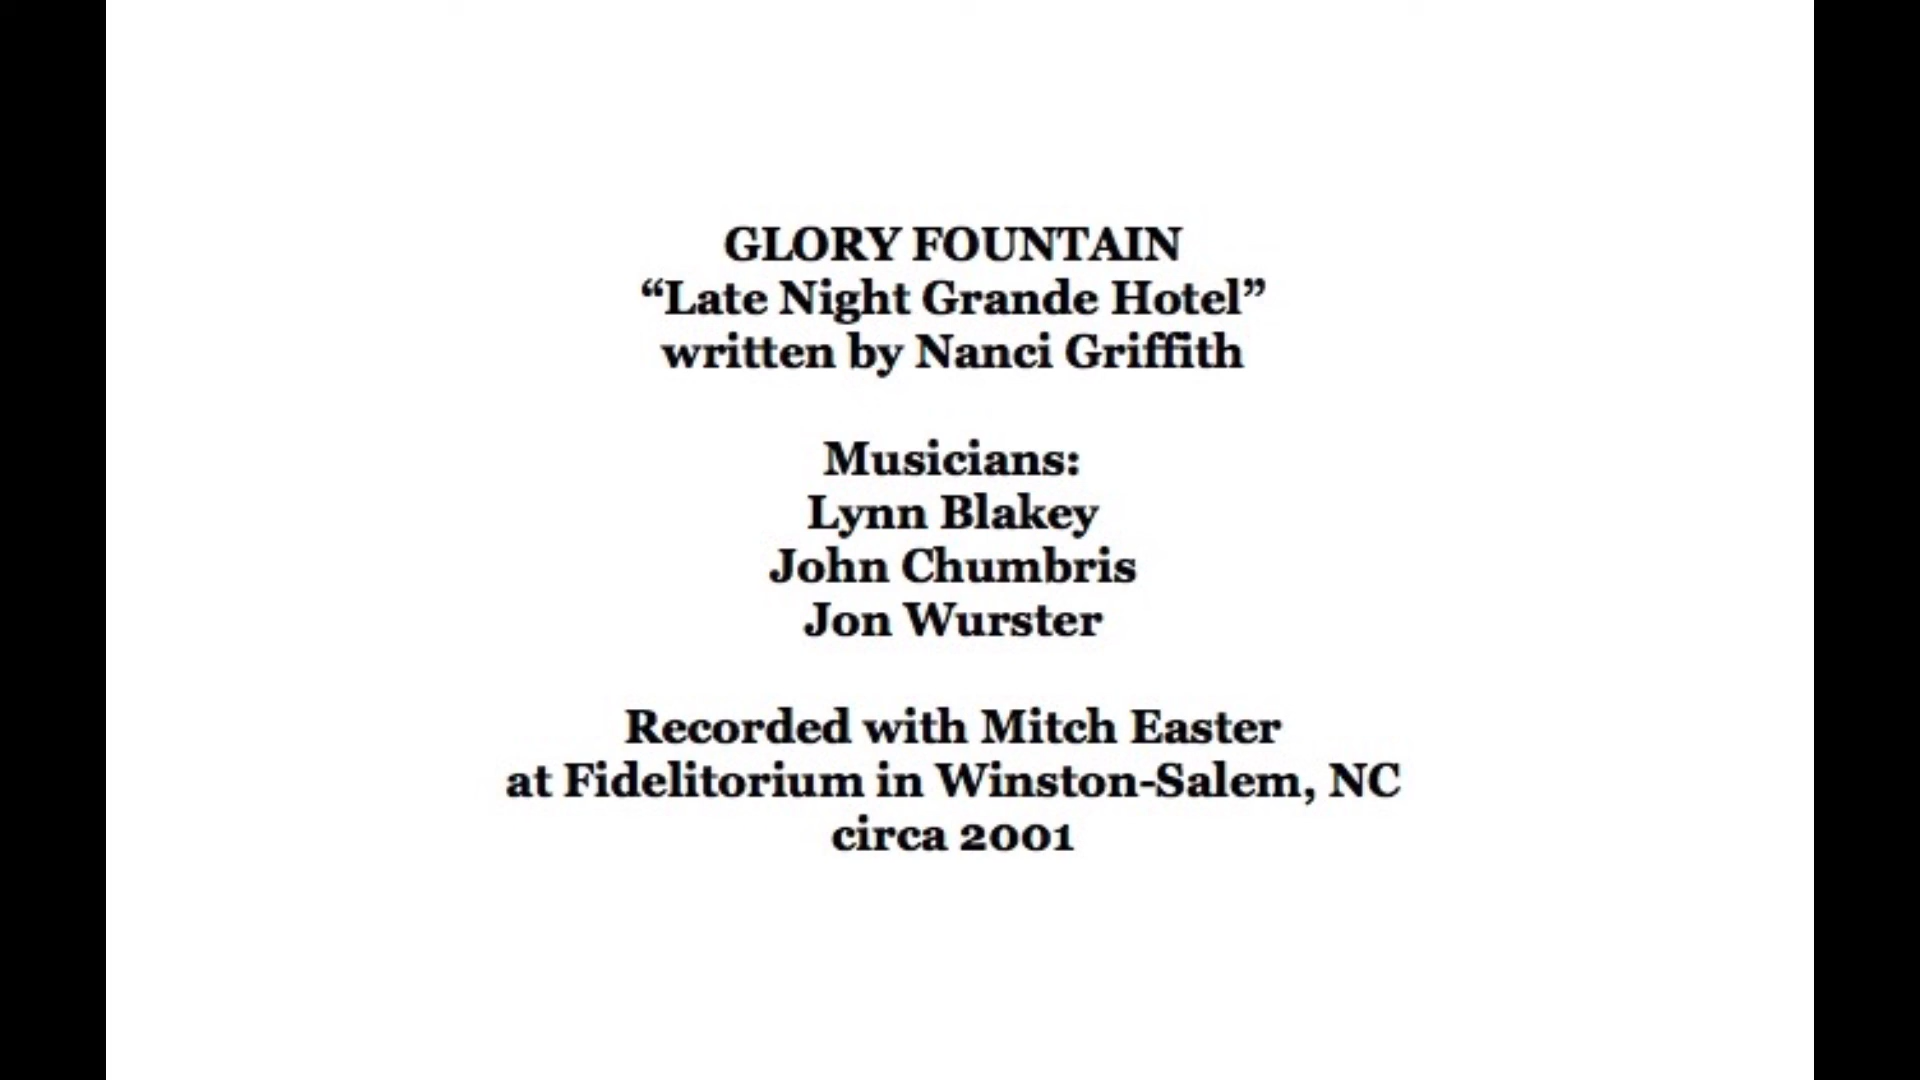 GLORY FOUNTAIN
“Late Night Grande Hotel”
written by Nanci Griffith
Musicians:
Lynn Blakey
John Chumbris
Jon Wurster
Recorded with Mitch Easter
at Fidelitorium in Winston-Salem, NC
circa 2001